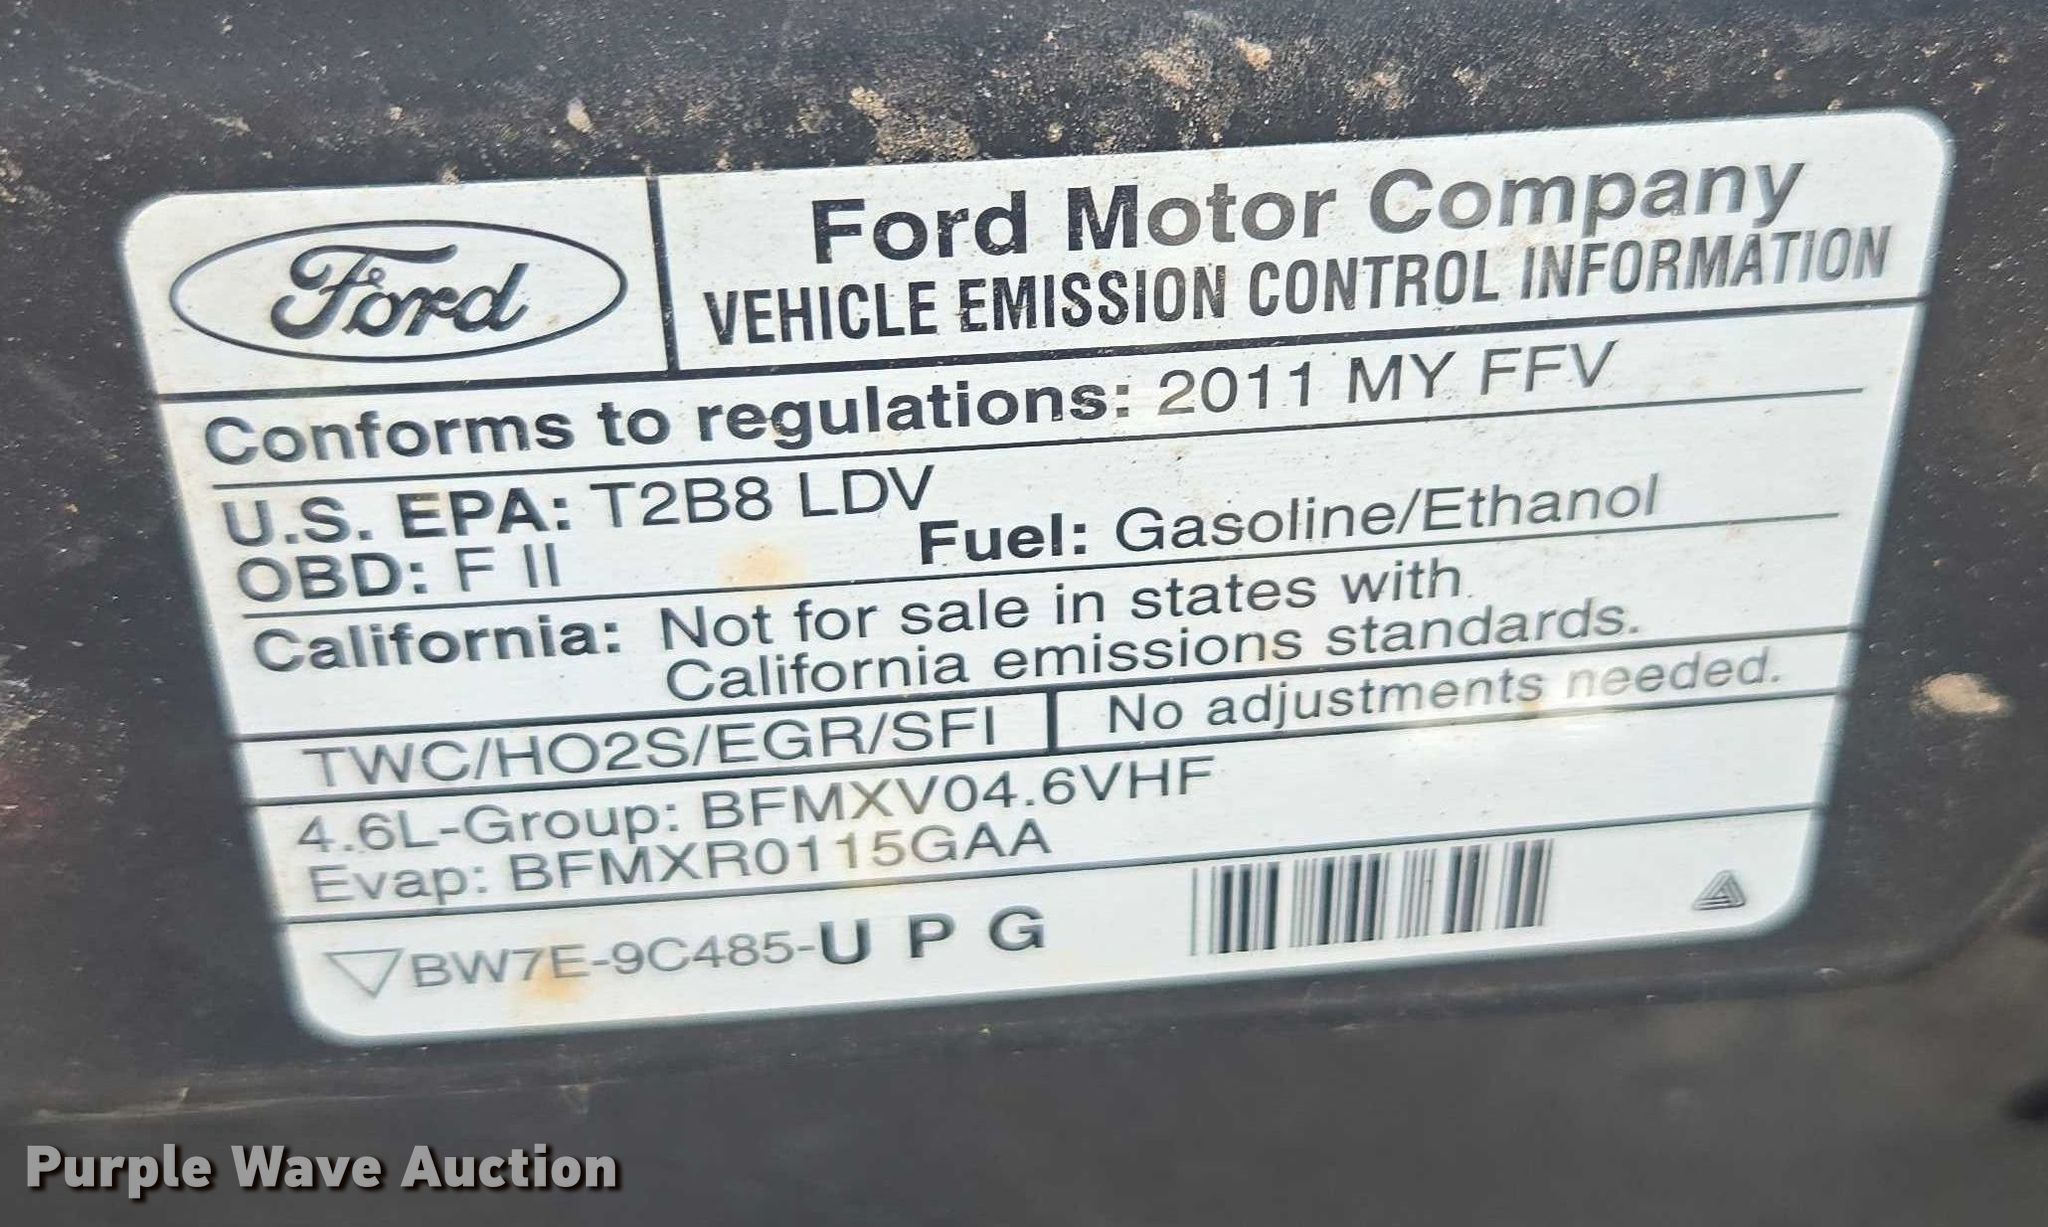 Ford
Ford Motor Company
VEHICLE EMISSION CONTROL INFORMATION
Conforms to regulations: 2011 MY FFV
U.S. EPA: T2B8 LDV
OBD: F II
Fuel: Gasoline/Ethanol
California: Not for sale in states with
California emissions standards.
TWC/HO2S/EGR/SFI
No adjustments needed.
4.6L-Group: BFMXV04.6VHF
Evap: BFMXR0115GAA
BW7E-9C485-U P G
Purple Wave Auction